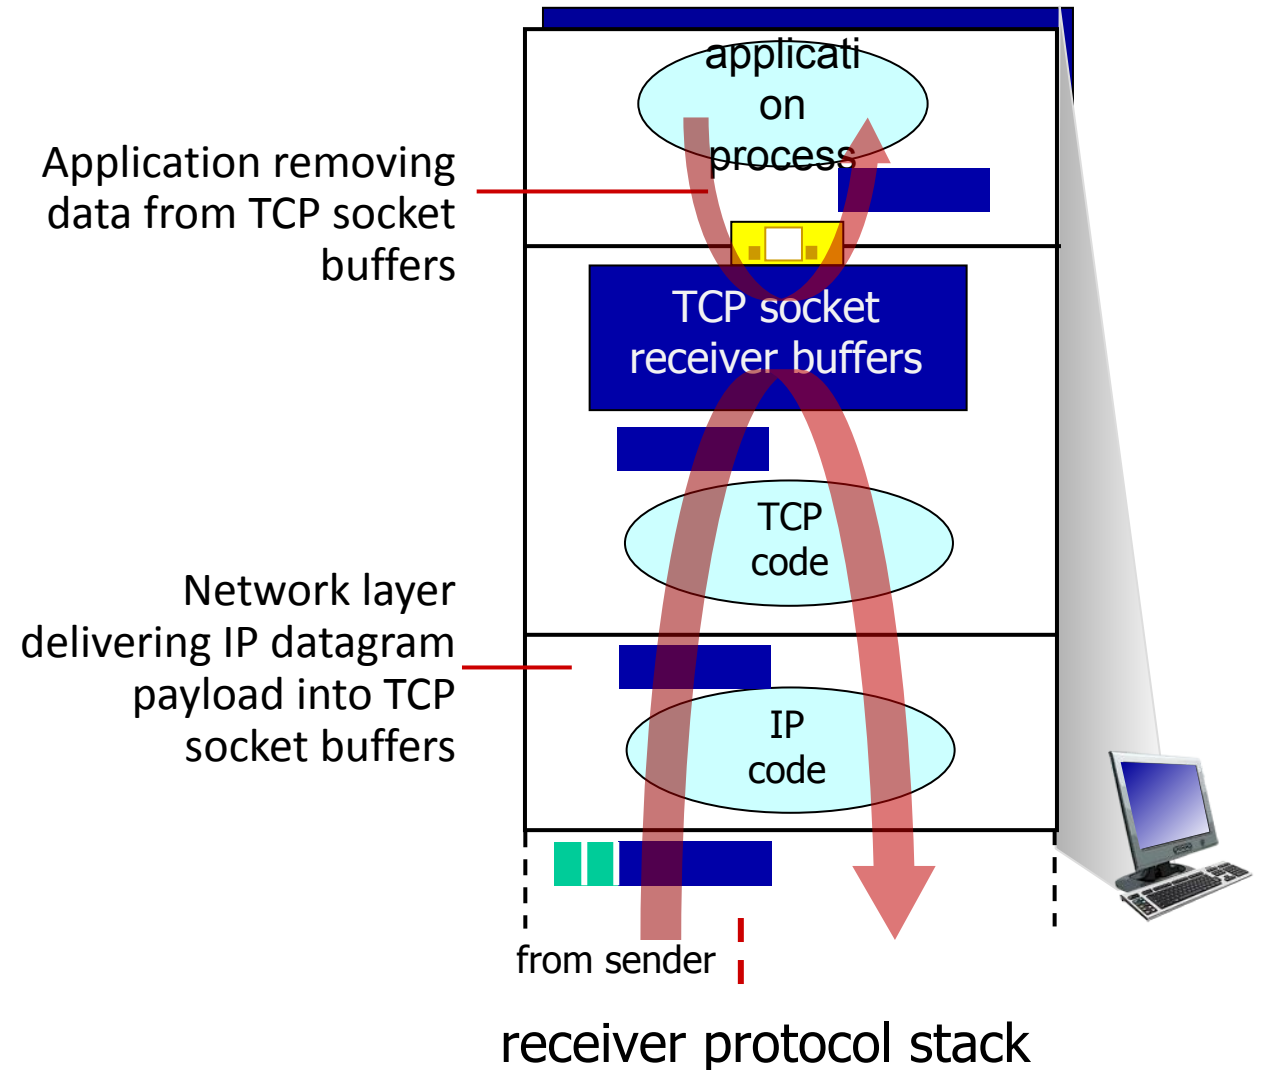 applicati
on
process
Application removing
data from TCP socket
buffers
TCP socket
receiver buffers
TCP
code
Network layer
delivering IP datagram
payload into TCP
socket buffers
IP
code
from sender
receiver protocol stack